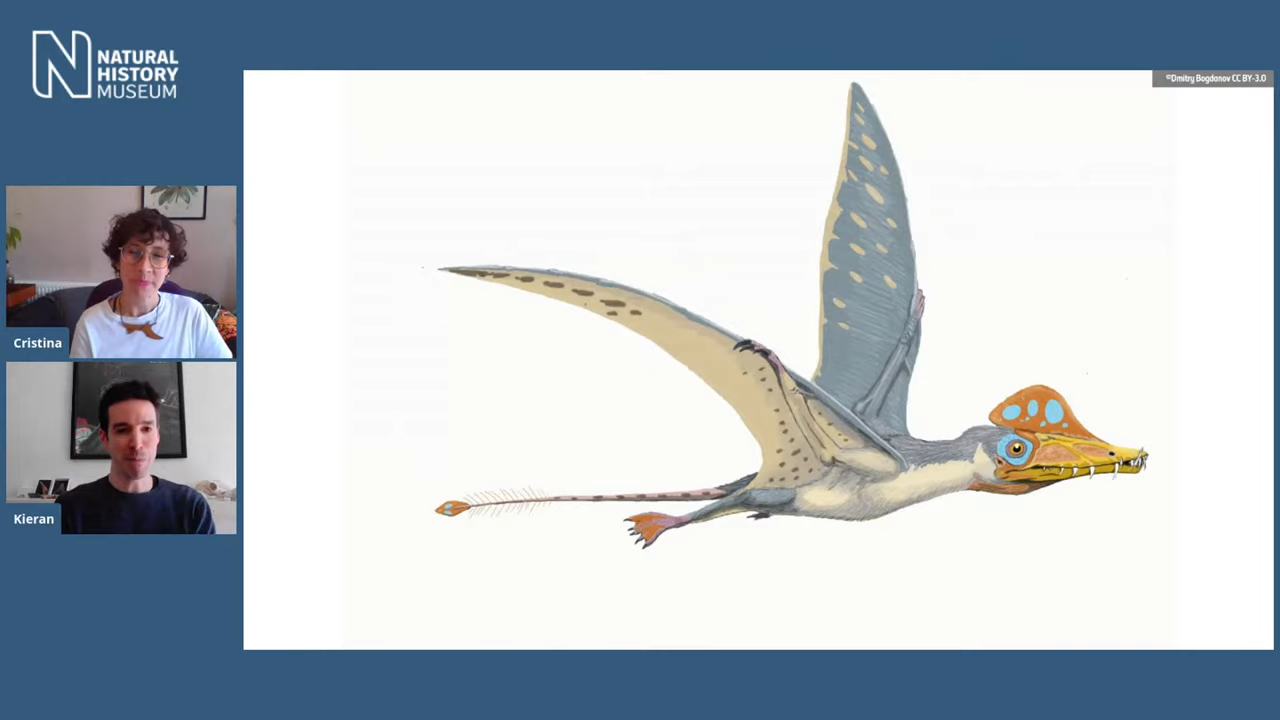 NATURAL
HISTORY
MUSEUM
©Dmitry Bogdanov CC BY-3.0
Cristina
Kieran